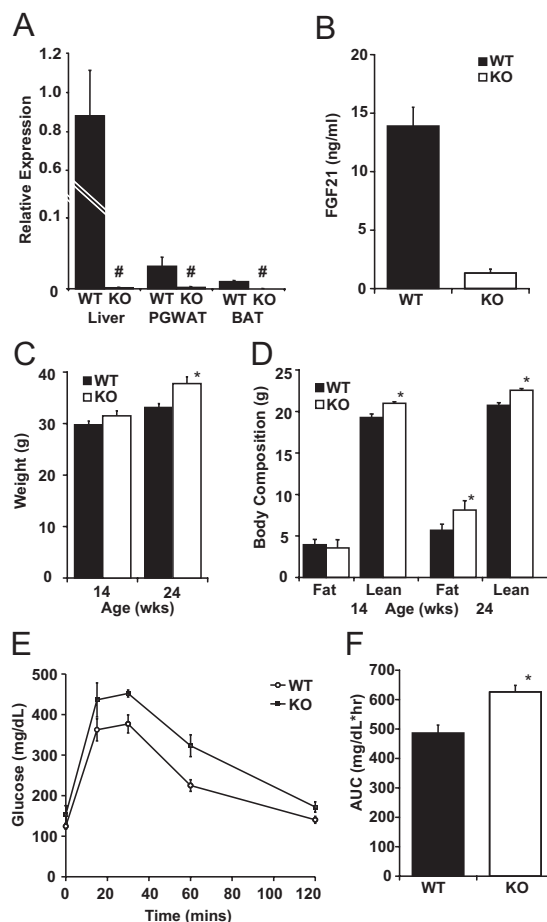 A
Relative Expression
1.2
1.0
0.8
0.6
0.1
0
#
#
#
WT KO WT KO WT KO
Liver PGWAT BAT
B
WT
KO
FGF21 (ng/ml)
20
15
10
5
0
WT KO
C
WT
KO
Weight (g)
40
30
20
10
0
*
14 24
Age (wks)
D
WT
KO
Body Composition (g)
25
20
15
10
5
0
*
*
*
Fat Lean Fat Lean
14 Age (wks) 24
E
WT
KO
Glucose (mg/dL)
500
400
300
200
100
0
0 20 40 60 80 100 120
Time (mins)
F
AUC (mg/dL*hr)
700
600
500
400
300
200
100
0
*
WT KO